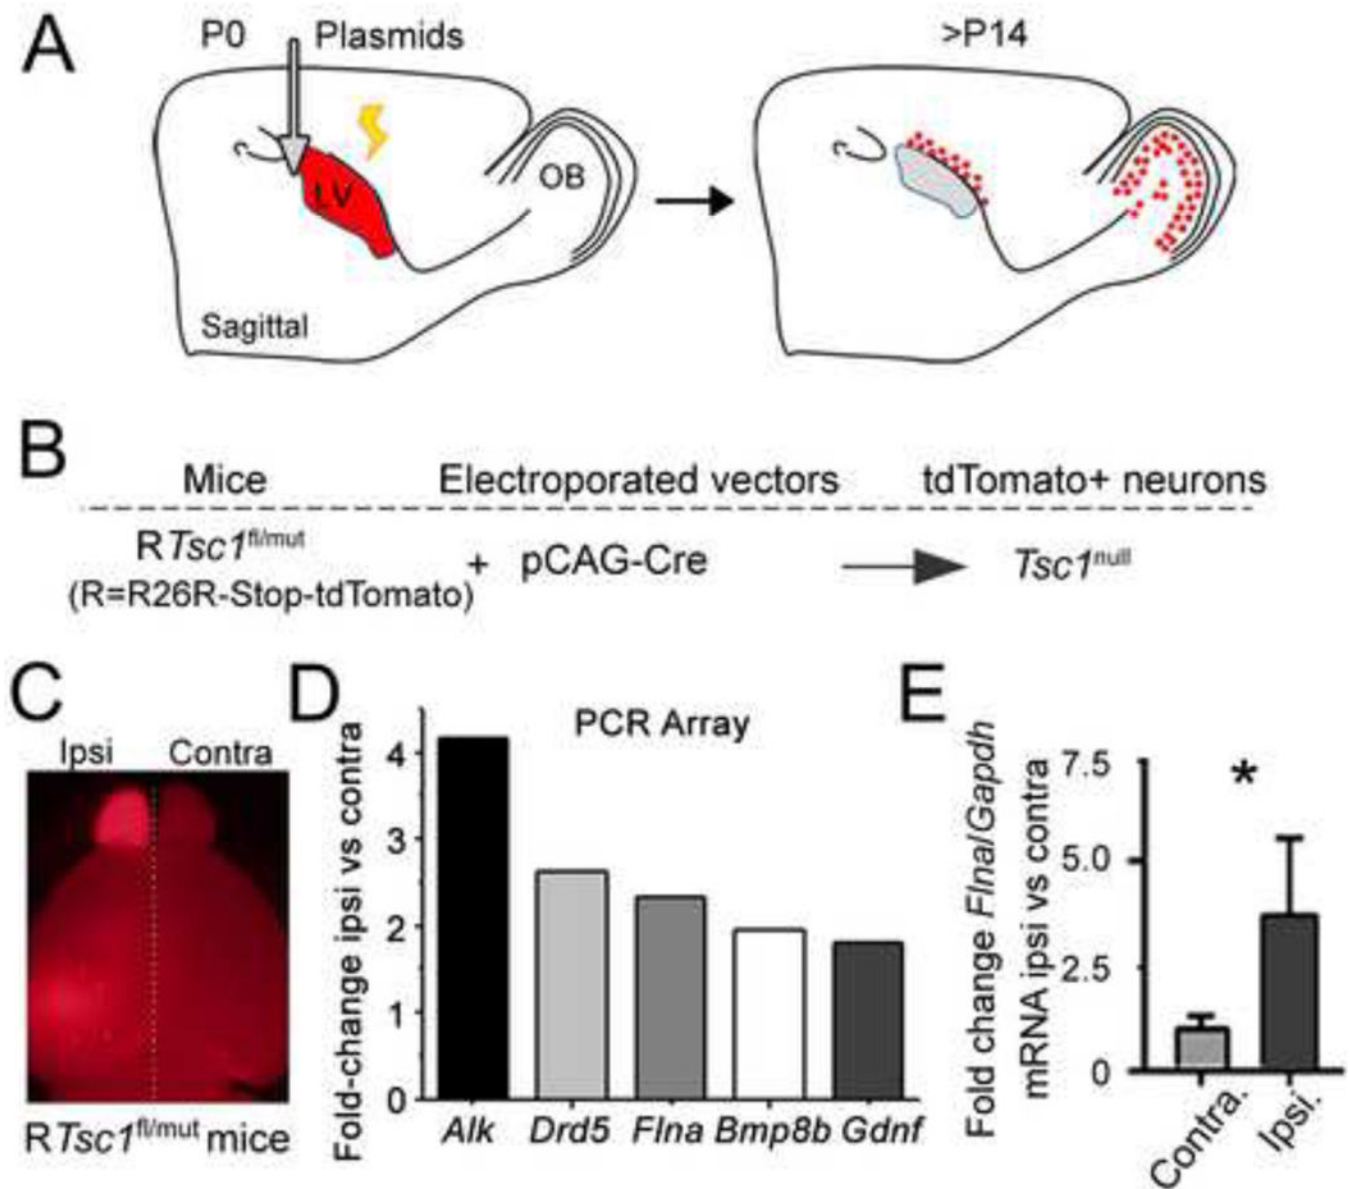 A
P0
Plasmids
>P14
LV
OB
Sagittal
B
Mice
Electroporated vectors
tdTomato+ neurons
RTsc1fl/mut
+
pCAG-Cre
Tsc1null
(R=R26R-Stop-tdTomato)
C
Ipsi
Contra
RTsc1fl/mut mice
D
PCR Array
Fold-change ipsi vs contra
4
3
2
1
0
Alk
Drd5
Flna
Bmp8b
Gdnf
E
Fold change Flna/Gapdh
mRNA ipsi vs contra
7.5
5.0
2.5
0
*
Contra.
Ipsi.